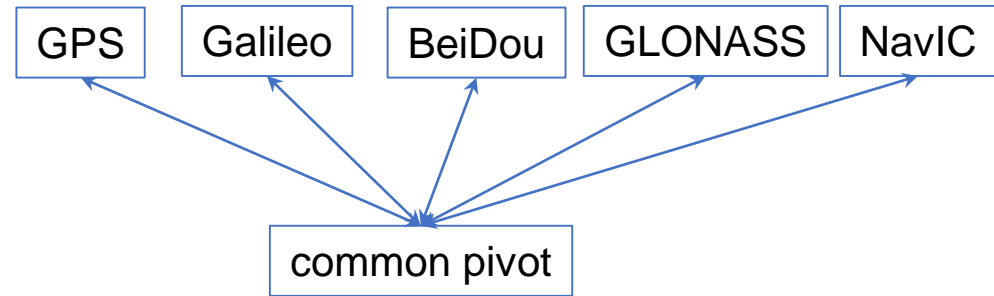 GPS
Galileo
BeiDou
GLONASS
NavIC
common pivot